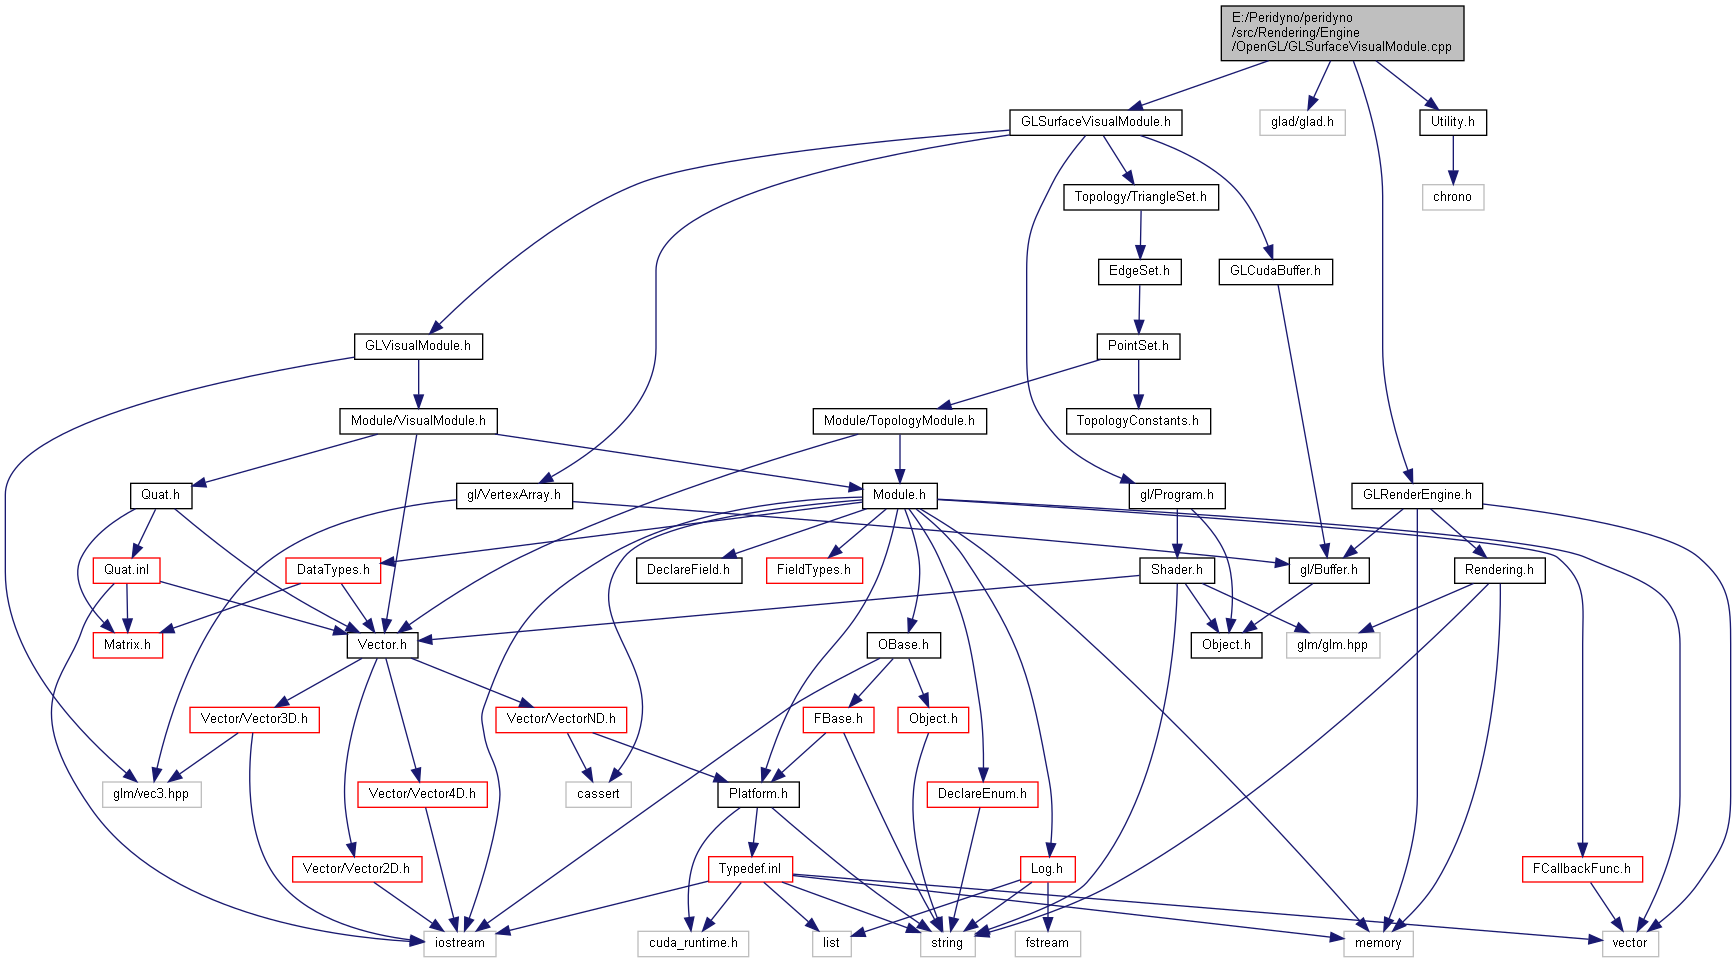 E:/Peridyno/peridyno
/src/Rendering/Engine
/OpenGL/GLSurfaceVisualModule.cpp
GLSurfaceVisualModule.h
glad/glad.h
Utility.h
Topology/TriangleSet.h
chrono
EdgeSet.h
GLCudaBuffer.h
GLVisualModule.h
PointSet.h
Module/VisualModule.h
Module/TopologyModule.h
TopologyConstants.h
Quat.h
gl/VertexArray.h
Module.h
gl/Program.h
GLRenderEngine.h
Quat.inl
DataTypes.h
DeclareField.h
FieldTypes.h
Shader.h
gl/Buffer.h
Rendering.h
Matrix.h
Vector.h
OBase.h
Object.h
glm/glm.hpp
Vector/Vector3D.h
Vector/VectorND.h
FBase.h
Object.h
glm/vec3.hpp
Vector/Vector4D.h
cassert
Platform.h
DeclareEnum.h
Vector/Vector2D.h
Typedef.inl
Log.h
FCallbackFunc.h
iostream
cuda_runtime.h
list
string
fstream
memory
vector